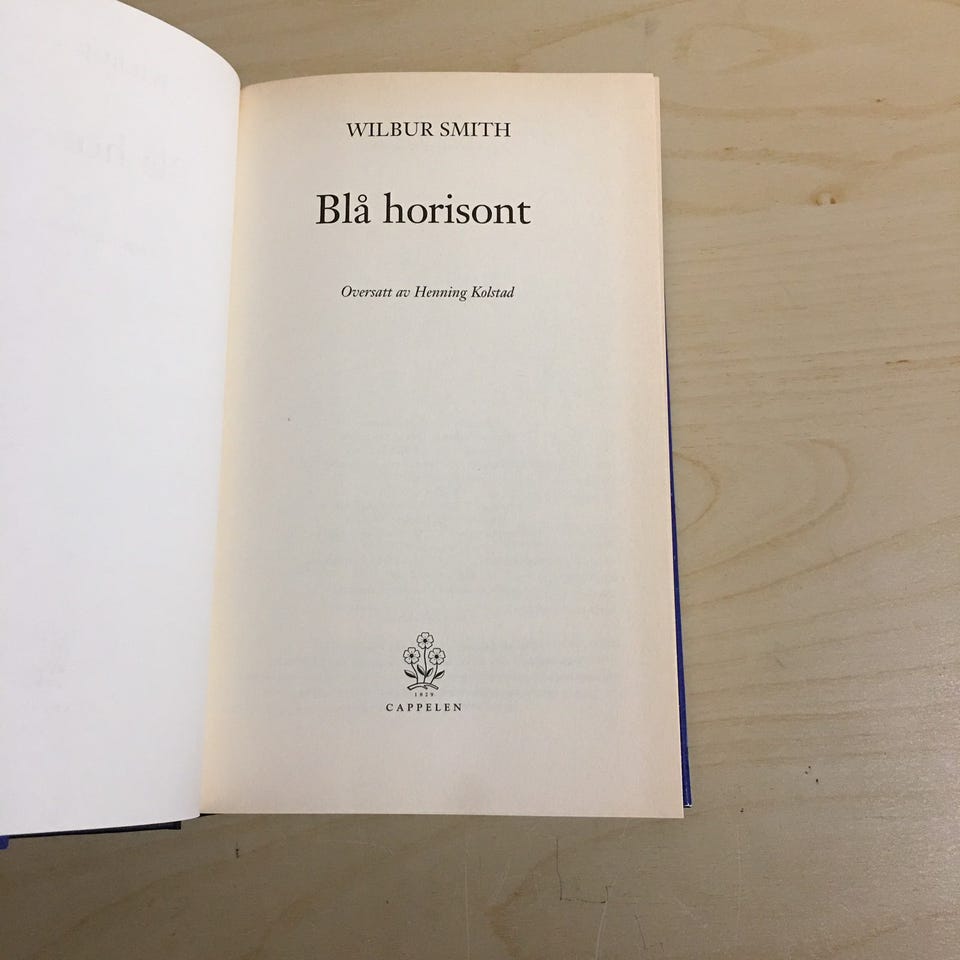 WILBUR SMITH
Blå horisont
Oversatt av Henning Kolstad
1829
CAPPELEN